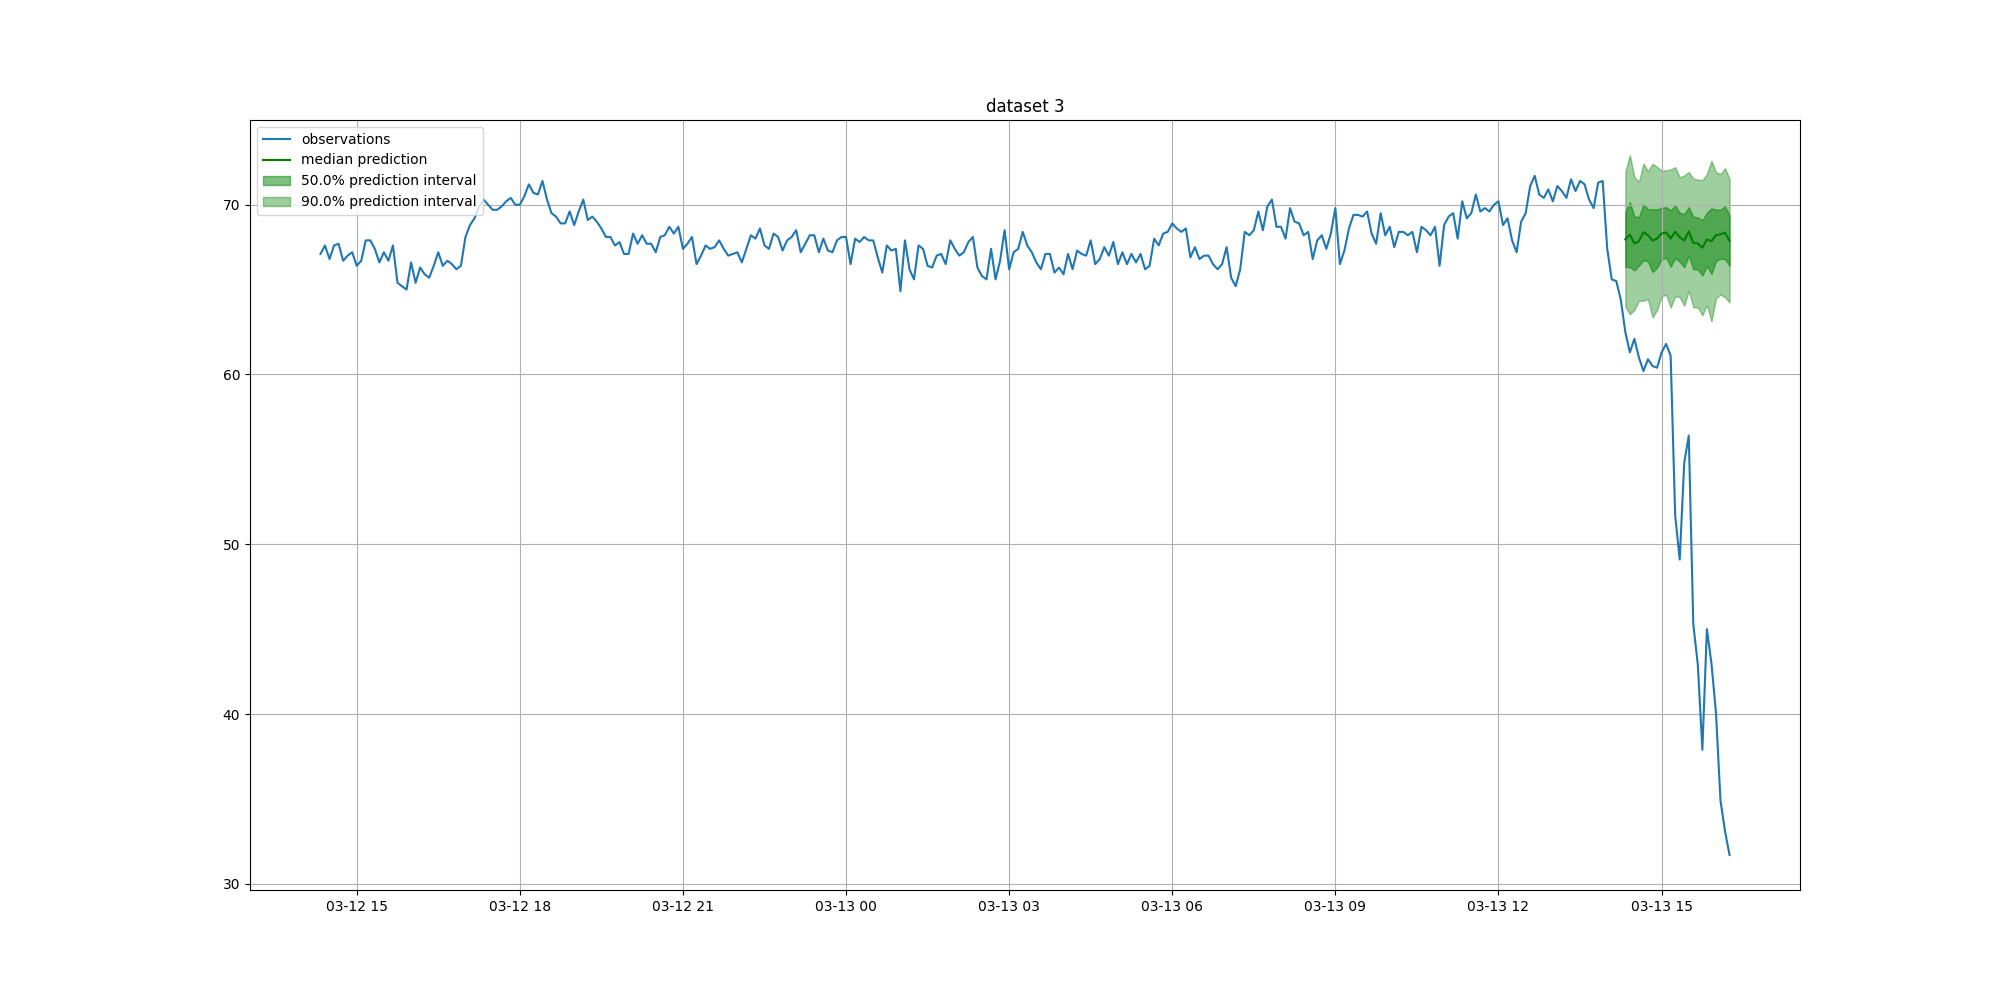 dataset 3
observations
median prediction
50.0% prediction interval
90.0% prediction interval
70
60
50
40
30
03-12 15
03-12 18
03-12 21
03-13 00
03-13 03
03-13 06
03-13 09
03-13 12
03-13 15